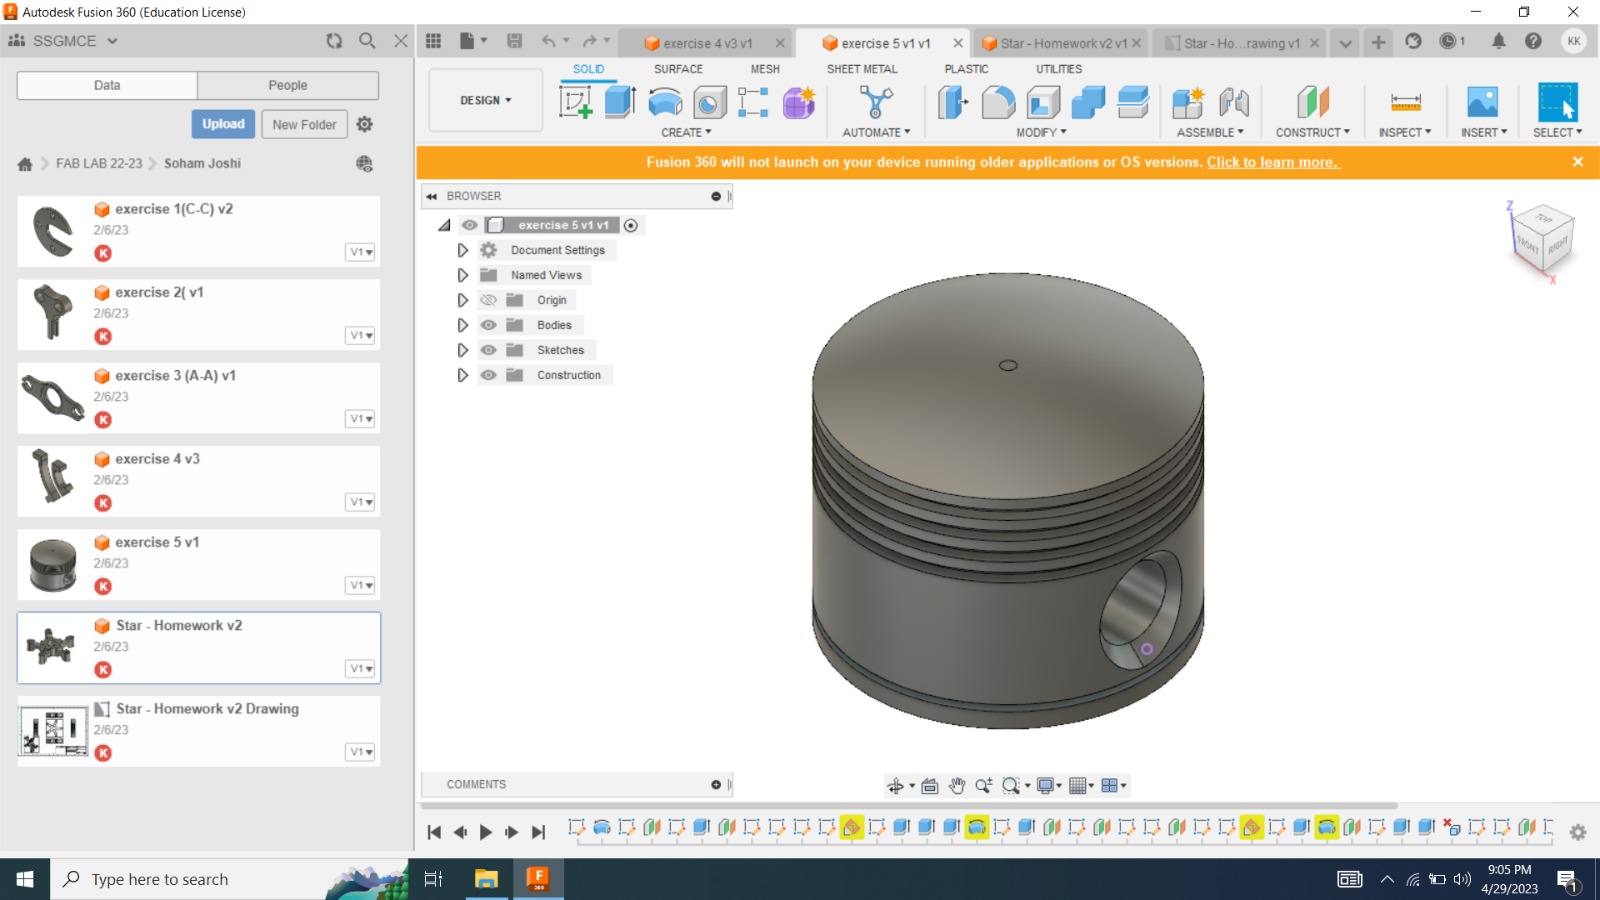 Autodesk Fusion 360 (Education License)
SSGMCE
Data People
Upload New Folder
FAB LAB 22-23 Soham Joshi
exercise 1(C-C) v2
2/6/23
K V1
exercise 2( v1
2/6/23
K V1
exercise 3 (A-A) v1
2/6/23
K V1
exercise 4 v3
2/6/23
K V1
exercise 5 v1
2/6/23
K V1
Star - Homework v2
2/6/23
K V1
Star - Homework v2 Drawing
2/6/23
K V1
exercise 4 v3 v1 exercise 5 v1 v1 Star - Homework v2 v1 Star - Ho...rawing v1 1 KK
SOLID SURFACE MESH SHEET METAL PLASTIC UTILITIES
DESIGN
CREATE AUTOMATE MODIFY ASSEMBLE CONSTRUCT INSPECT INSERT SELECT
Fusion 360 will not launch on your device running older applications or OS versions. Click to learn more.
BROWSER
exercise 5 v1 v1
Document Settings
Named Views
Origin
Bodies
Sketches
Construction
Z
TOP
FRONT RIGHT
X
COMMENTS
Type here to search
F
360
9:05 PM
4/29/2023
1